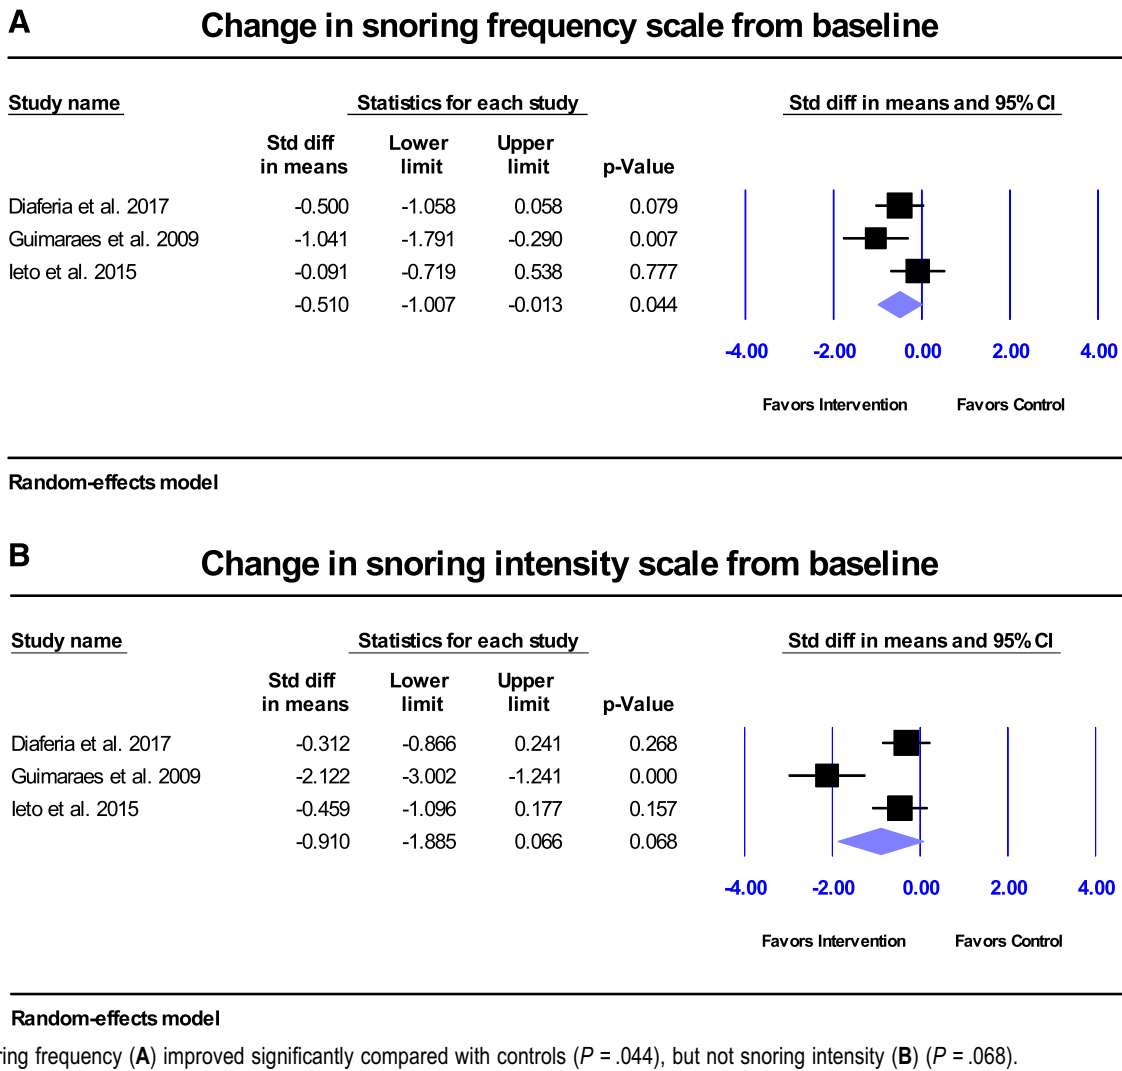 A
Change in snoring frequency scale from baseline
Study name Statistics for each study Std diff in means and 95% CI
Std diff Lower Upper
in means limit limit p-Value
Diaferia et al. 2017 -0.500 -1.058 0.058 0.079
Guimaraes et al. 2009 -1.041 -1.791 -0.290 0.007
Ieto et al. 2015 -0.091 -0.719 0.538 0.777
-0.510 -1.007 -0.013 0.044
-4.00 -2.00 0.00 2.00 4.00
Favors Intervention Favors Control
Random-effects model
B
Change in snoring intensity scale from baseline
Study name Statistics for each study Std diff in means and 95% CI
Std diff Lower Upper
in means limit limit p-Value
Diaferia et al. 2017 -0.312 -0.866 0.241 0.268
Guimaraes et al. 2009 -2.122 -3.002 -1.241 0.000
Ieto et al. 2015 -0.459 -1.096 0.177 0.157
-0.910 -1.885 0.066 0.068
-4.00 -2.00 0.00 2.00 4.00
Favors Intervention Favors Control
Random-effects model
ring frequency (A) improved significantly compared with controls (P = .044), but not snoring intensity (B) (P = .068).